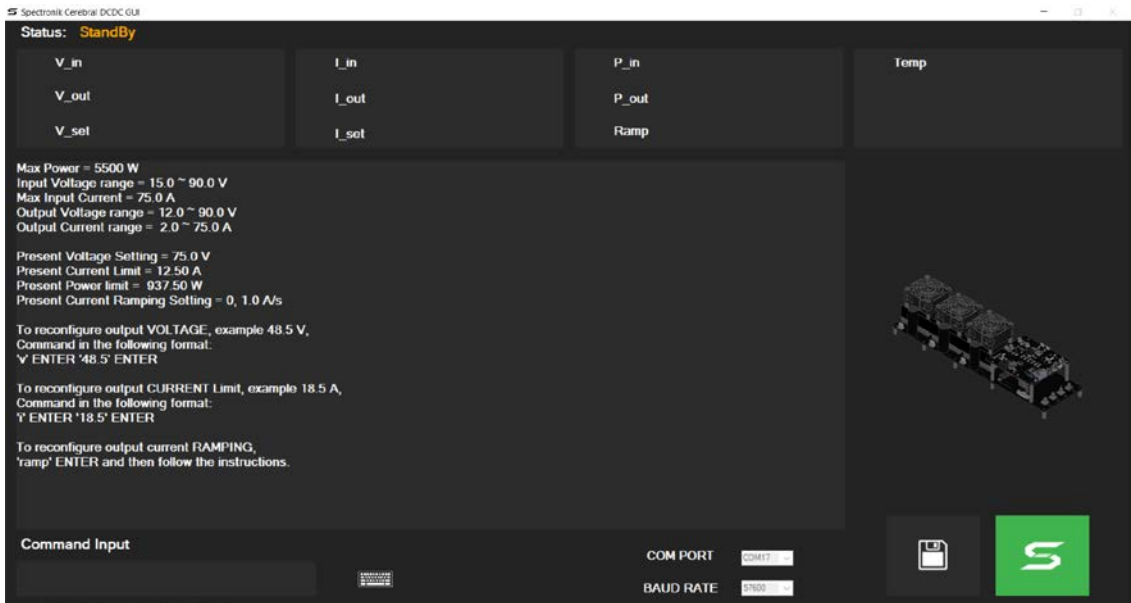 Spectronik Cerebral DCDC GUI
Status: StandBy
V_in I_in P_in Temp
V_out I_out P_out
V_set I_set Ramp
Max Power = 5500 W
Input Voltage range = 15.0 ~ 90.0 V
Max Input Current = 75.0 A
Output Voltage range = 12.0 ~ 90.0 V
Output Current range = 2.0 ~ 75.0 A
Present Voltage Setting = 75.0 V
Present Current Limit = 12.50 A
Present Power limit = 937.50 W
Present Current Ramping Setting = 0, 1.0 A/s
To reconfigure output VOLTAGE, example 48.5 V,
Command in the following format:
'v' ENTER '48.5' ENTER
To reconfigure output CURRENT Limit, example 18.5 A,
Command in the following format:
'i' ENTER '18.5' ENTER
To reconfigure output current RAMPING,
'ramp' ENTER and then follow the instructions.
Command Input
COM PORT COM17
BAUD RATE 57600